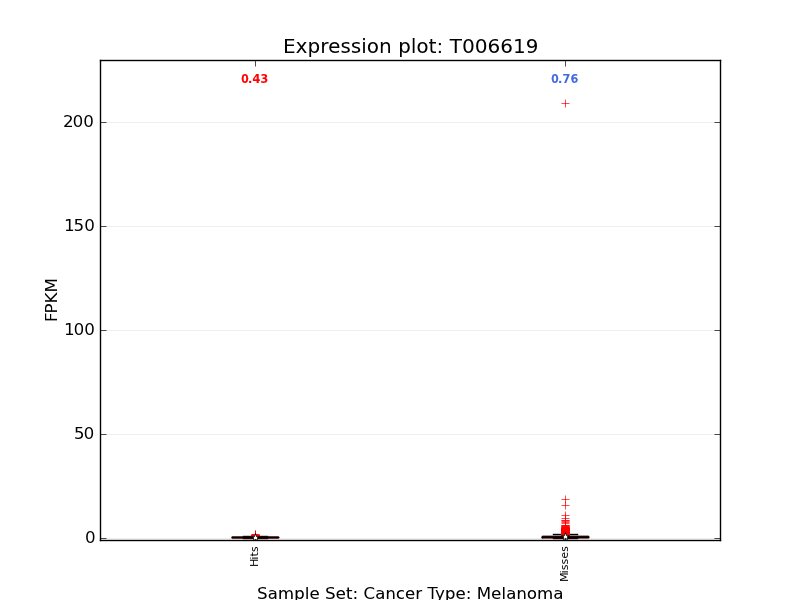 Expression plot: T006619
0.43
0.76
200
150
100
50
0
FPKM
Hits
Misses
Sample Set: Cancer Type: Melanoma